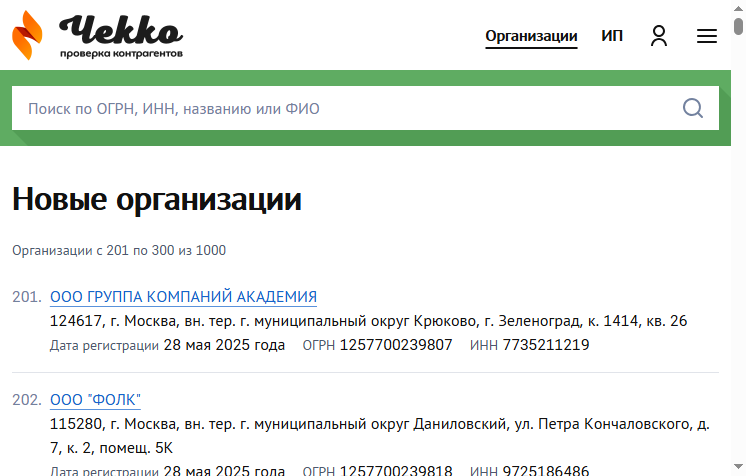 Чекко
проверка контрагентов
Организации ИП
Поиск по ОГРН, ИНН, названию или ФИО
Новые организации
Организации с 201 по 300 из 1000
201. ООО ГРУППА КОМПАНИЙ АКАДЕМИЯ
124617, г. Москва, вн. тер. г. муниципальный округ Крюково, г. Зеленоград, к. 1414, кв. 26
Дата регистрации 28 мая 2025 года ОГРН 1257700239807 ИНН 7735211219
202. ООО "ФОЛК"
115280, г. Москва, вн. тер. г. муниципальный округ Даниловский, ул. Петра Кончаловского, д.
7, к. 2, помещ. 5К
Дата регистрации 28 мая 2025 года ОГРН 1257700239818 ИНН 9725186486